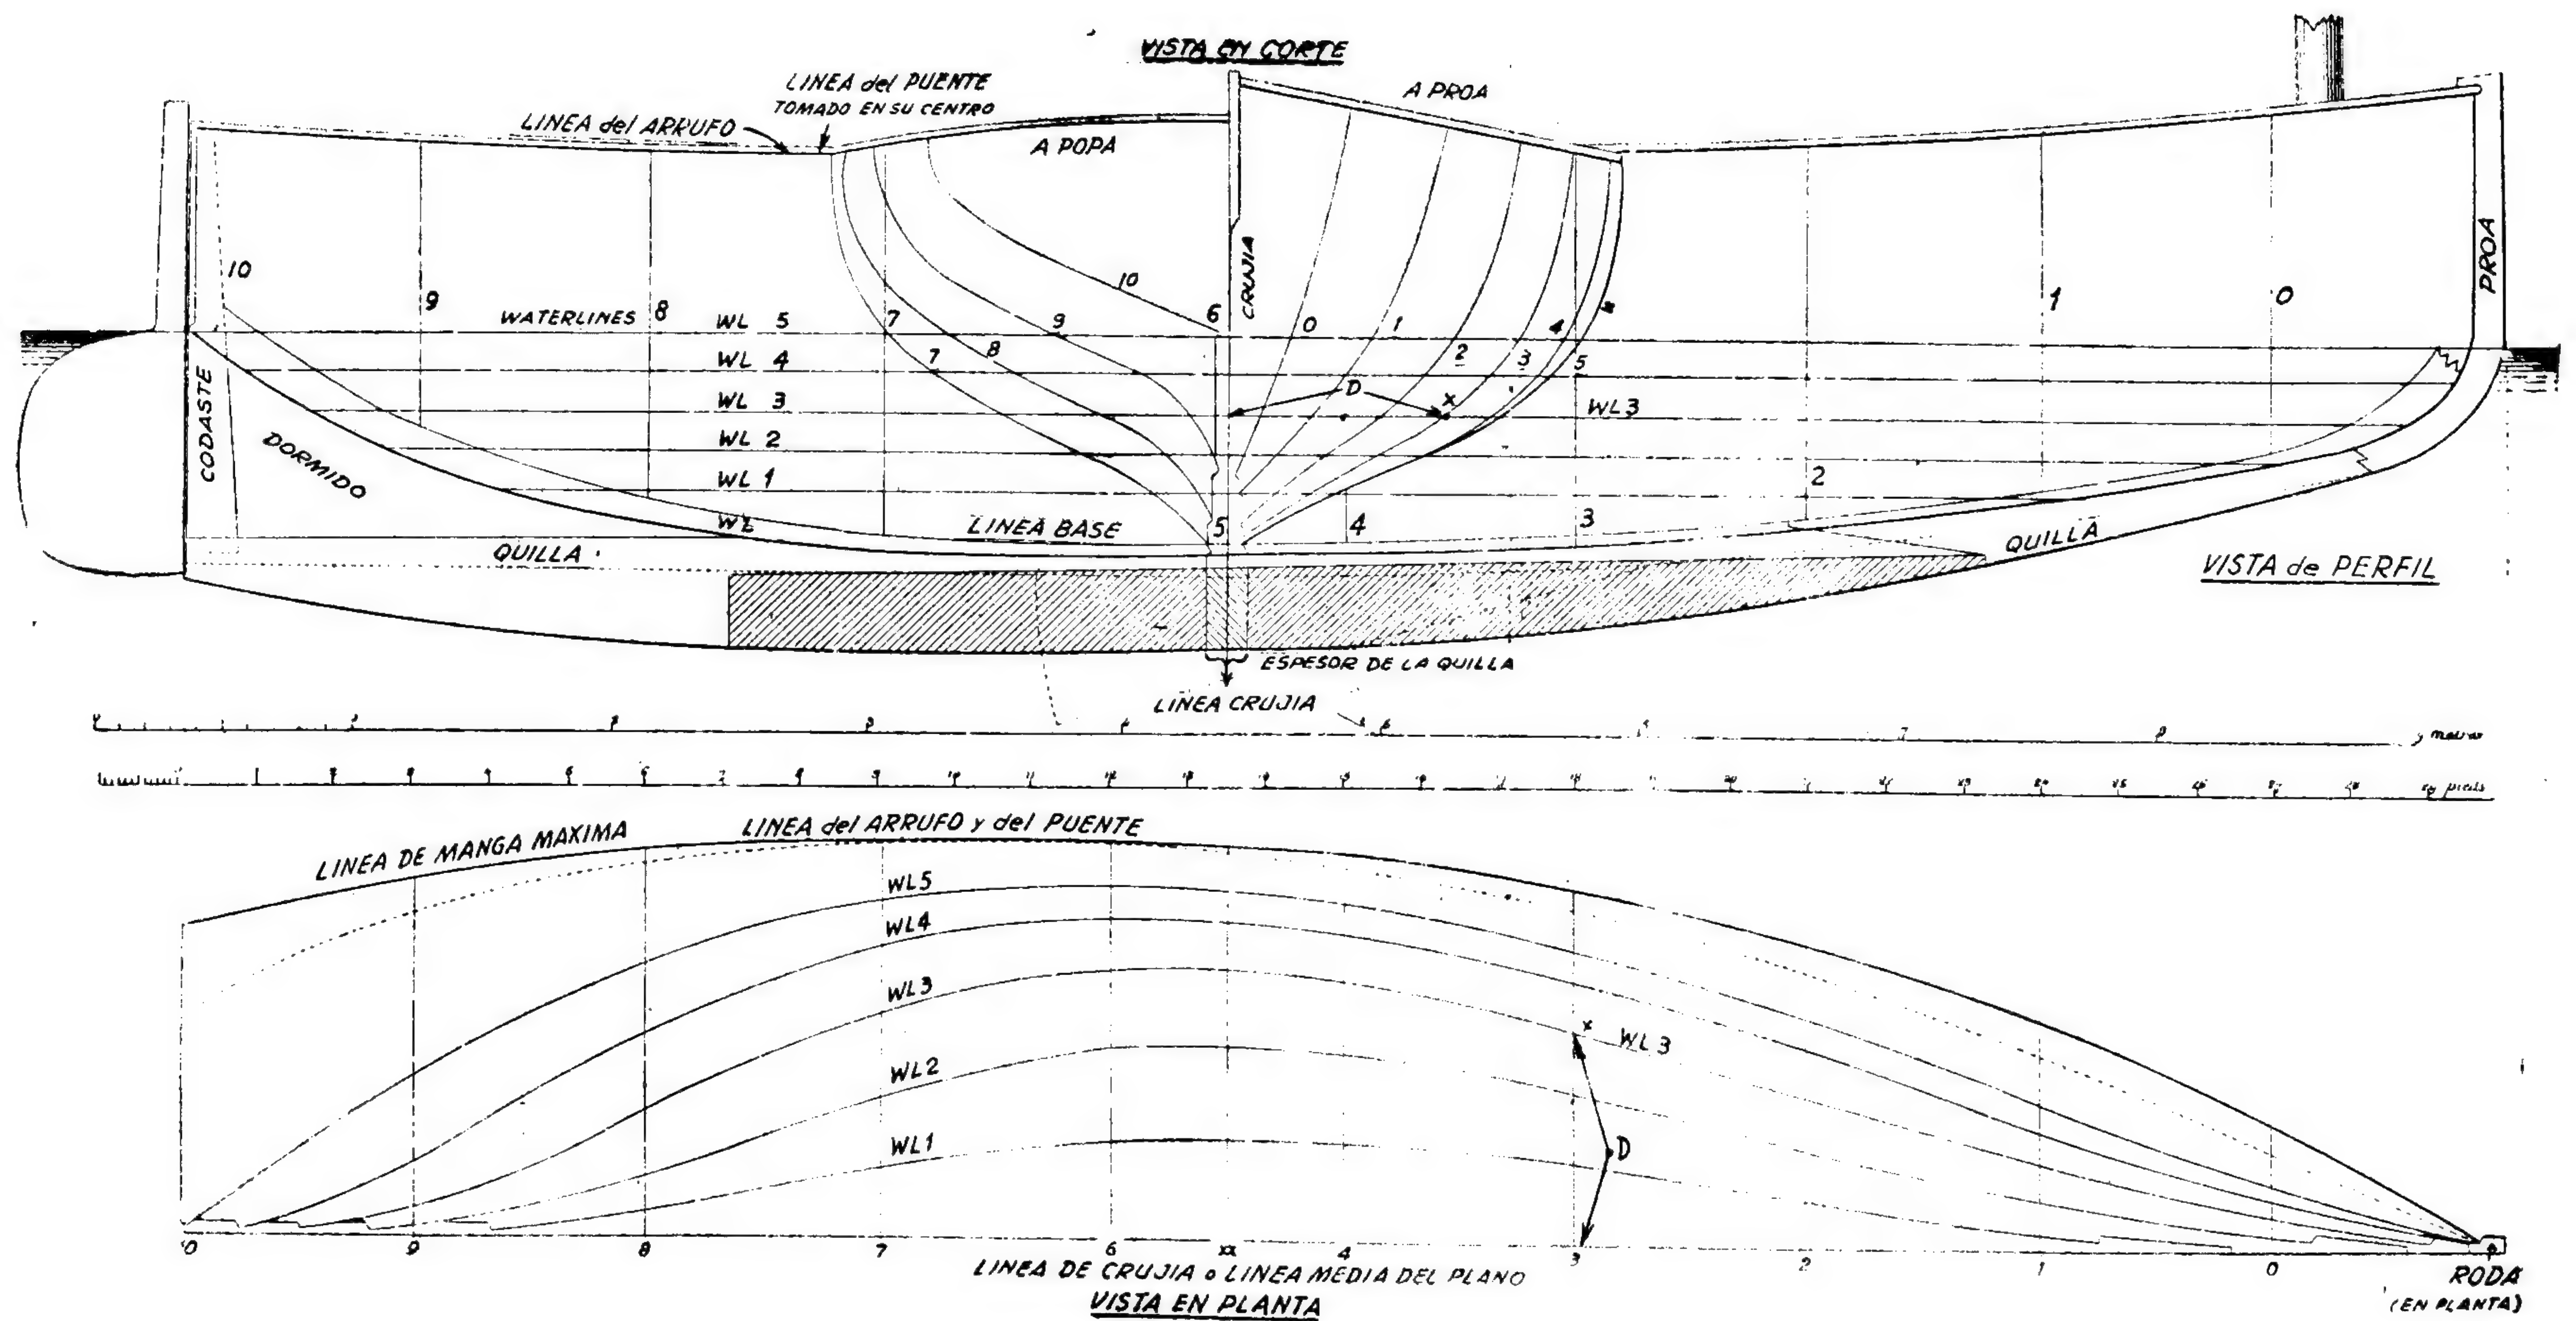 VISTA EN CORTE
LINEA del PUENTE
TOMADO EN SU CENTRO
LINEA del ARRUFO
A POPA
A PROA
CRUJIA
PROA
10
9
8
7
6
10
9
8
7
0
1
2
3
4
5
1
0
WATERLINES
WL 5
WL 4
WL 3
WL 2
WL 1
WL
D
x
WL3
CODASTE
DORMIDO
LINEA BASE
5
4
3
2
QUILLA
QUILLA
VISTA de PERFIL
ESPESOR DE LA QUILLA
LINEA CRUJIA
LINEA DE MANGA MAXIMA
LINEA del ARRUFO y del PUENTE
WL5
WL4
WL3
WL2
WL1
x
WL3
D
10 9 8 7 6 4 3 2 1 0
LINEA DE CRUJIA o LINEA MEDIA DEL PLANO
RODA
(EN PLANTA)
VISTA EN PLANTA